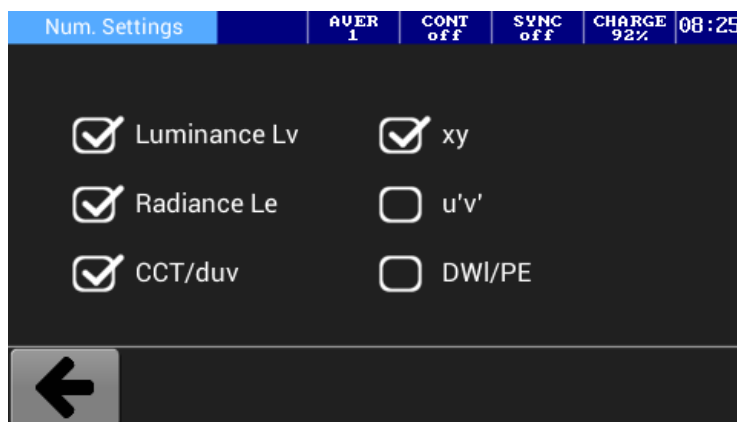 Num. Settings AVER CONT SYNC CHARGE 08:25
1 off off 92%
Luminance Lv xy
Radiance Le u'v'
CCT/duv DWl/PE